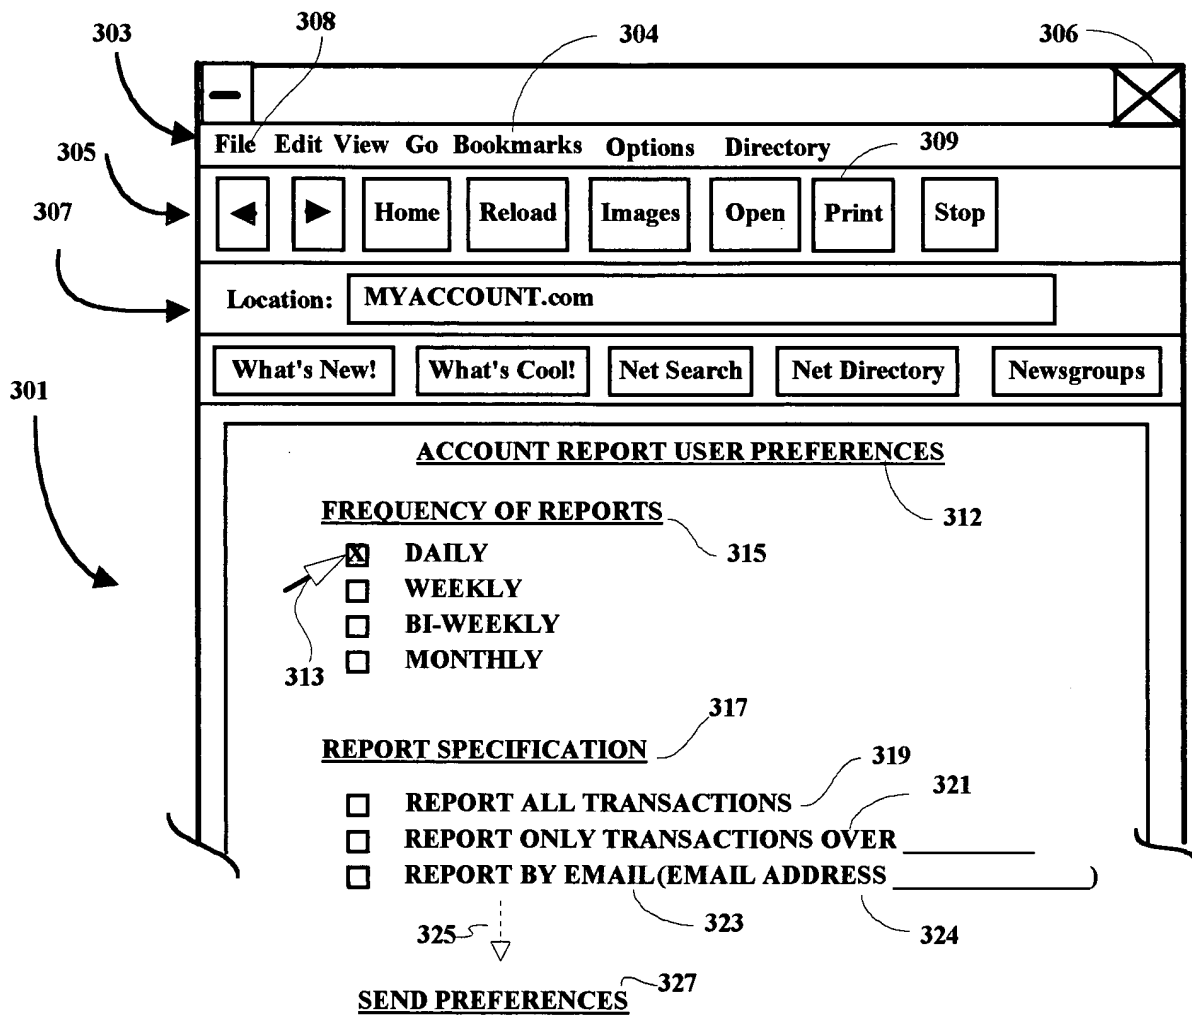 308
303
304
306
File Edit View Go Bookmarks Options Directory
305
309
Home Reload Images Open Print Stop
307
Location: MYACCOUNT.com
What's New! What's Cool! Net Search Net Directory Newsgroups
301
ACCOUNT REPORT USER PREFERENCES
312
FREQUENCY OF REPORTS
315
X DAILY
WEEKLY
BI-WEEKLY
MONTHLY
313
317
REPORT SPECIFICATION
319
321
REPORT ALL TRANSACTIONS
REPORT ONLY TRANSACTIONS OVER ____________
REPORT BY EMAIL(EMAIL ADDRESS __________________)
323
324
325
327
SEND PREFERENCES